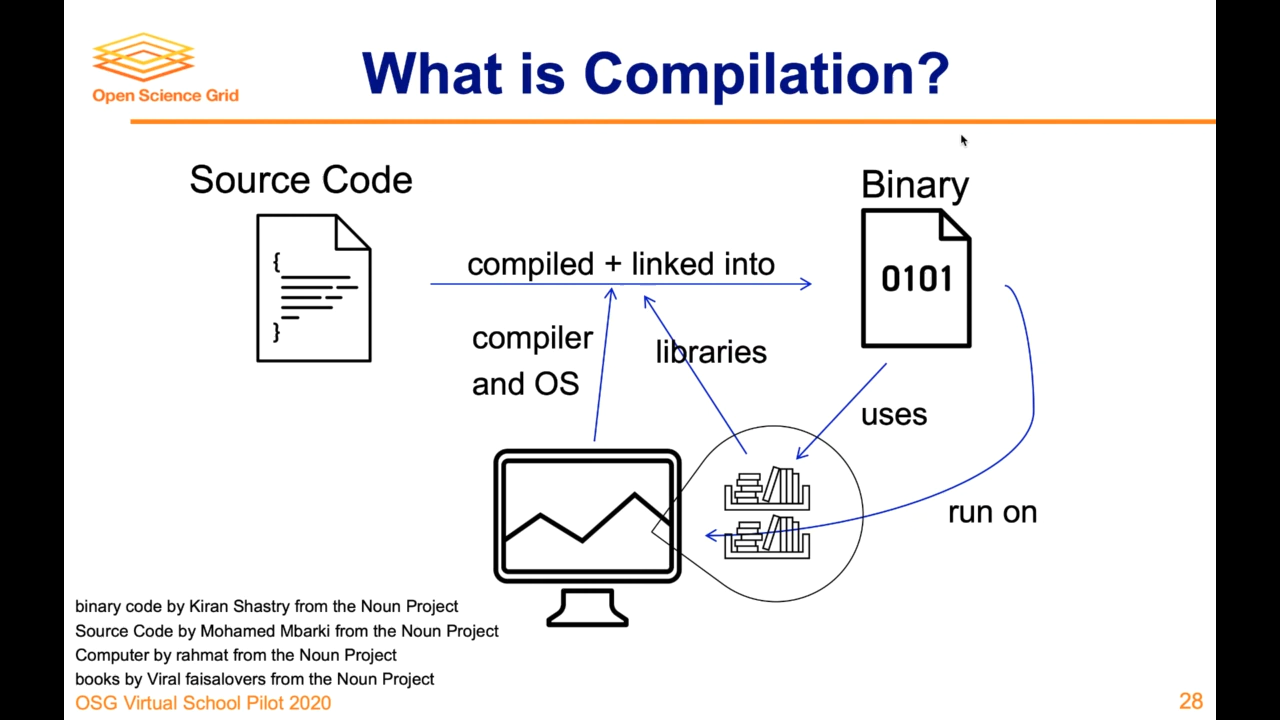 Open Science Grid
What is Compilation?
Source Code
Binary
{
}
compiled + linked into
0101
compiler
and OS
libraries
uses
run on
binary code by Kiran Shastry from the Noun Project
Source Code by Mohamed Mbarki from the Noun Project
Computer by rahmat from the Noun Project
books by Viral faisalovers from the Noun Project
OSG Virtual School Pilot 2020
28